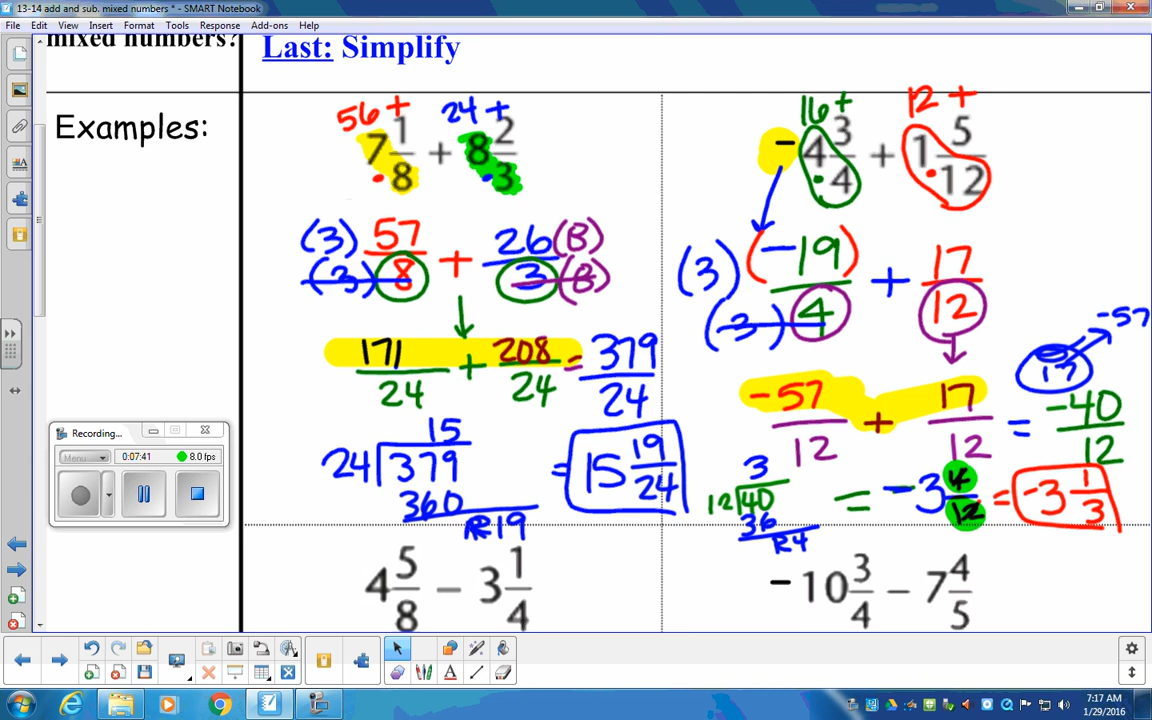 13-14 add and sub. mixed numbers * - SMART Notebook
File Edit View Insert Format Tools Response Add-ons Help
mixed numbers?
Last: Simplify
Examples:
56 + 24 +
7 1/8 + 8 2/3
(3) 57/8 (3) + 26/3 (8) (8)
171/24 + 208/24 = 379/24
15
24 379
360
R19
= 15 19/24
16 + 12 +
- 4 3/4 + 1 5/12
(3) (-19)/4 (3) + 17/12
-57
17
-57/12 + 17/12 = -40/12
3
12 40
36
R4
= -3 4/12 = -3 1/3
4 5/8 - 3 1/4
-10 3/4 - 7 4/5
Recording...
Menu
0:07:41 8.0 fps
7:17 AM
1/29/2016